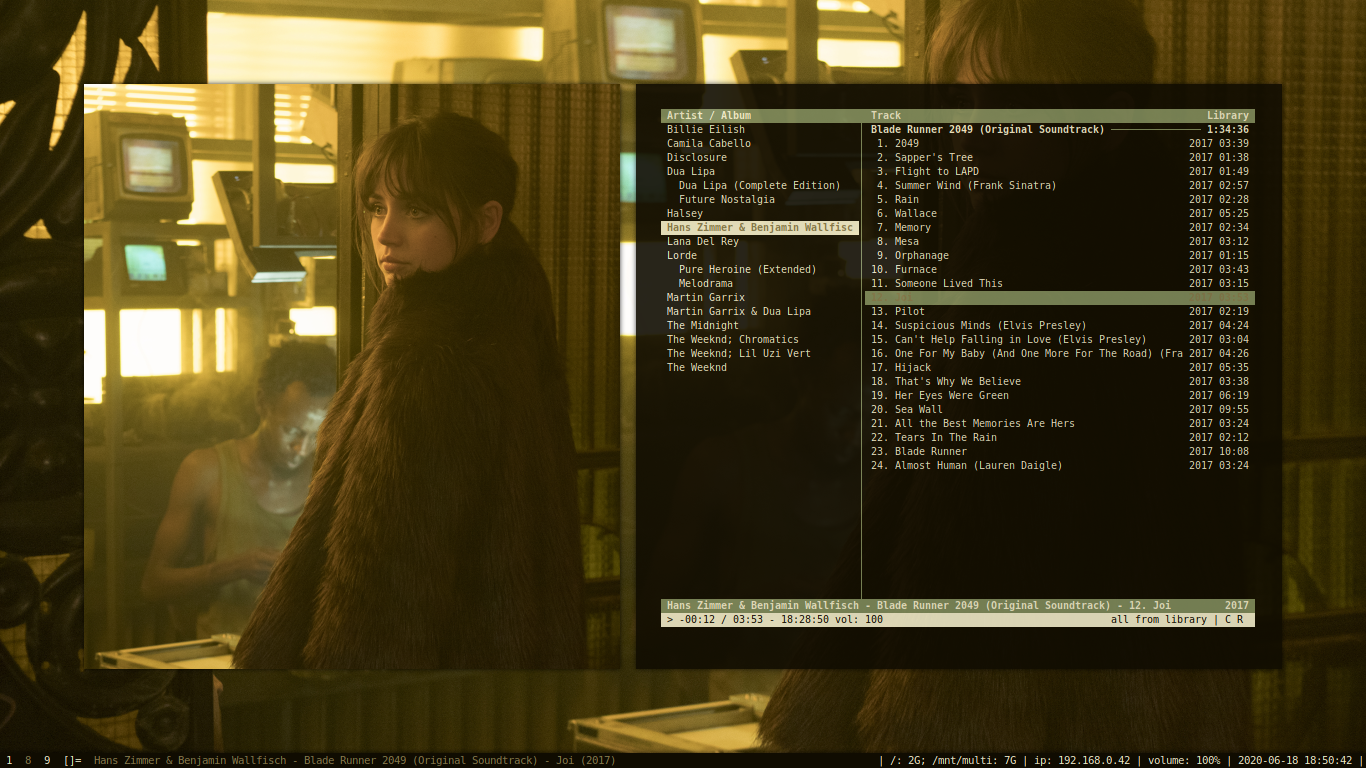 Artist / Album Track Library
Billie Eilish
Camila Cabello
Disclosure
Dua Lipa
Dua Lipa (Complete Edition)
Future Nostalgia
Halsey
Hans Zimmer & Benjamin Wallfisc
Lana Del Rey
Lorde
Pure Heroine (Extended)
Melodrama
Martin Garrix
Martin Garrix & Dua Lipa
The Midnight
The Weeknd; Chromatics
The Weeknd; Lil Uzi Vert
The Weeknd
Blade Runner 2049 (Original Soundtrack) 1:34:36
1. 2049 2017 03:39
2. Sapper's Tree 2017 01:38
3. Flight to LAPD 2017 01:49
4. Summer Wind (Frank Sinatra) 2017 02:57
5. Rain 2017 02:28
6. Wallace 2017 05:25
7. Memory 2017 02:34
8. Mesa 2017 03:12
9. Orphanage 2017 01:15
10. Furnace 2017 03:43
11. Someone Lived This 2017 03:15
13. Pilot 2017 02:19
14. Suspicious Minds (Elvis Presley) 2017 04:24
15. Can't Help Falling in Love (Elvis Presley) 2017 03:04
16. One For My Baby (And One More For The Road) (Fra 2017 04:26
17. Hijack 2017 05:35
18. That's Why We Believe 2017 03:38
19. Her Eyes Were Green 2017 06:19
20. Sea Wall 2017 09:55
21. All the Best Memories Are Hers 2017 03:24
22. Tears In The Rain 2017 02:12
23. Blade Runner 2017 10:08
24. Almost Human (Lauren Daigle) 2017 03:24
Hans Zimmer & Benjamin Wallfisch - Blade Runner 2049 (Original Soundtrack) - 12. Joi 2017
> -00:12 / 03:53 - 18:28:50 vol: 100 all from library | C R
1 8 9 []= Hans Zimmer & Benjamin Wallfisch - Blade Runner 2049 (Original Soundtrack) - Joi (2017) | /: 2G; /mnt/multi: 7G | ip: 192.168.0.42 | volume: 100% | 2020-06-18 18:50:42 |